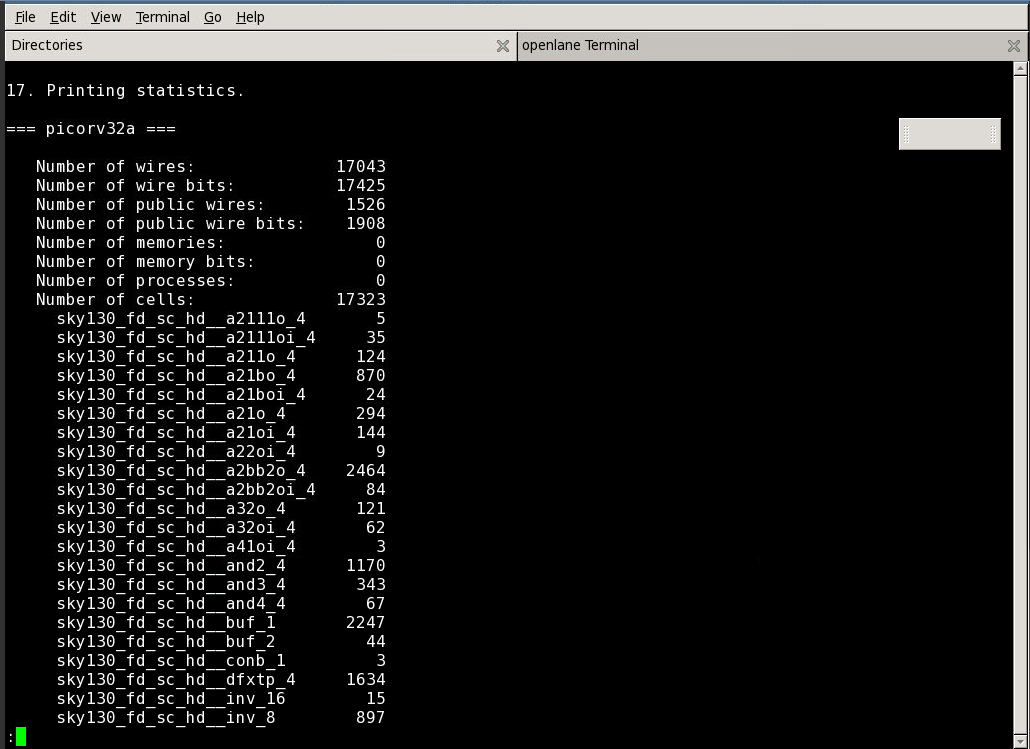 File Edit View Terminal Go Help
Directories openlane Terminal
17. Printing statistics.
=== picorv32a ===
Number of wires: 17043
Number of wire bits: 17425
Number of public wires: 1526
Number of public wire bits: 1908
Number of memories: 0
Number of memory bits: 0
Number of processes: 0
Number of cells: 17323
sky130_fd_sc_hd__a2111o_4 5
sky130_fd_sc_hd__a2111oi_4 35
sky130_fd_sc_hd__a211o_4 124
sky130_fd_sc_hd__a21bo_4 870
sky130_fd_sc_hd__a21boi_4 24
sky130_fd_sc_hd__a21o_4 294
sky130_fd_sc_hd__a21oi_4 144
sky130_fd_sc_hd__a22oi_4 9
sky130_fd_sc_hd__a2bb2o_4 2464
sky130_fd_sc_hd__a2bb2oi_4 84
sky130_fd_sc_hd__a32o_4 121
sky130_fd_sc_hd__a32oi_4 62
sky130_fd_sc_hd__a41oi_4 3
sky130_fd_sc_hd__and2_4 1170
sky130_fd_sc_hd__and3_4 343
sky130_fd_sc_hd__and4_4 67
sky130_fd_sc_hd__buf_1 2247
sky130_fd_sc_hd__buf_2 44
sky130_fd_sc_hd__conb_1 3
sky130_fd_sc_hd__dfxtp_4 1634
sky130_fd_sc_hd__inv_16 15
sky130_fd_sc_hd__inv_8 897
: